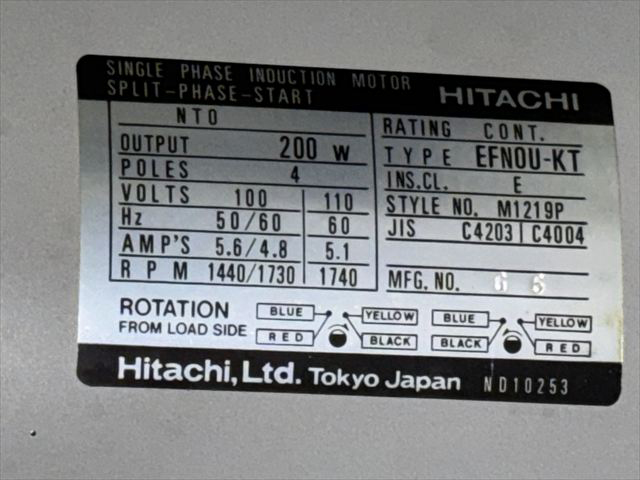 SINGLE PHASE INDUCTION MOTOR
SPLIT-PHASE-START
HITACHI
NTO
OUTPUT 200 W
POLES 4
VOLTS 100 110
Hz 50/60 60
AMP'S 5.6/4.8 5.1
RPM 1440/1730 1740
RATING CONT.
TYPE EFNOU-KT
INS.CL. E
STYLE NO. M1219P
JIS C4203 C4004
MFG. NO. 6 5
ROTATION
FROM LOAD SIDE
BLUE YELLOW BLUE YELLOW
RED BLACK BLACK RED
Hitachi, Ltd. Tokyo Japan ND10253